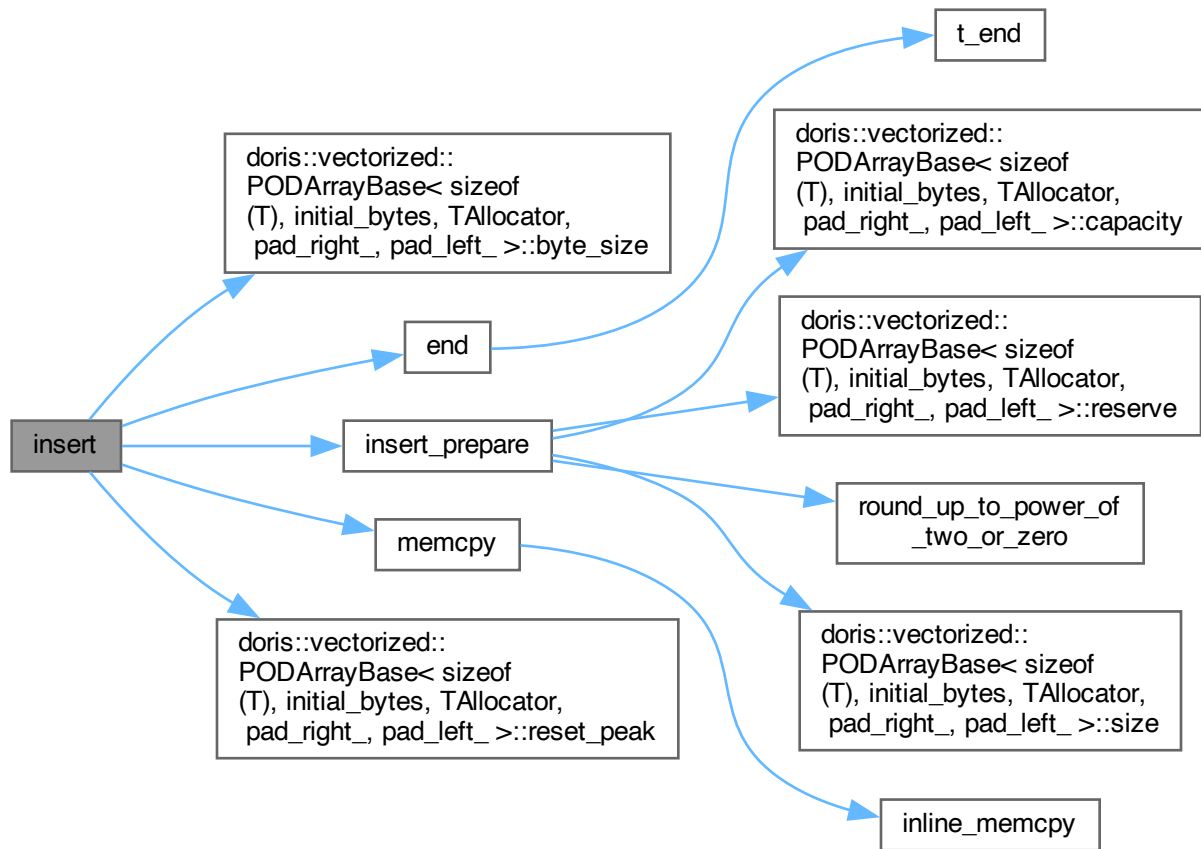 t_end
doris::vectorized::
PODArrayBase< sizeof
(T), initial_bytes, TAllocator,
pad_right_, pad_left_ >::capacity
doris::vectorized::
PODArrayBase< sizeof
(T), initial_bytes, TAllocator,
pad_right_, pad_left_ >::byte_size
end
doris::vectorized::
PODArrayBase< sizeof
(T), initial_bytes, TAllocator,
pad_right_, pad_left_ >::reserve
insert
insert_prepare
round_up_to_power_of
_two_or_zero
memcpy
doris::vectorized::
PODArrayBase< sizeof
(T), initial_bytes, TAllocator,
pad_right_, pad_left_ >::reset_peak
doris::vectorized::
PODArrayBase< sizeof
(T), initial_bytes, TAllocator,
pad_right_, pad_left_ >::size
inline_memcpy